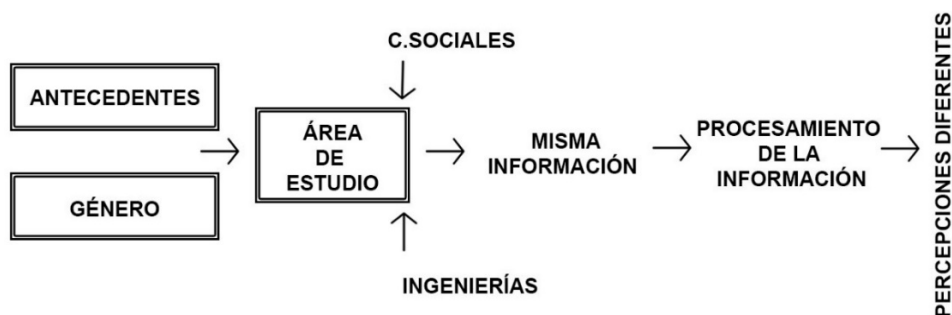 C.SOCIALES
ANTECEDENTES
GÉNERO
ÁREA
DE
ESTUDIO
INGENIERÍAS
MISMA
INFORMACIÓN
PROCESAMIENTO
DE LA
INFORMACIÓN
PERCEPCIONES DIFERENTES